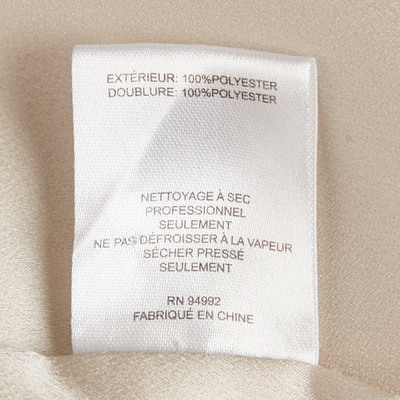 EXTÉRIEUR: 100%POLYESTER
DOUBLURE: 100%POLYESTER
NETTOYAGE À SEC
PROFESSIONNEL
SEULEMENT
NE PAS DÉFROISSER À LA VAPEUR
SÉCHER PRESSÉ
SEULEMENT
RN 94992
FABRIQUÉ EN CHINE